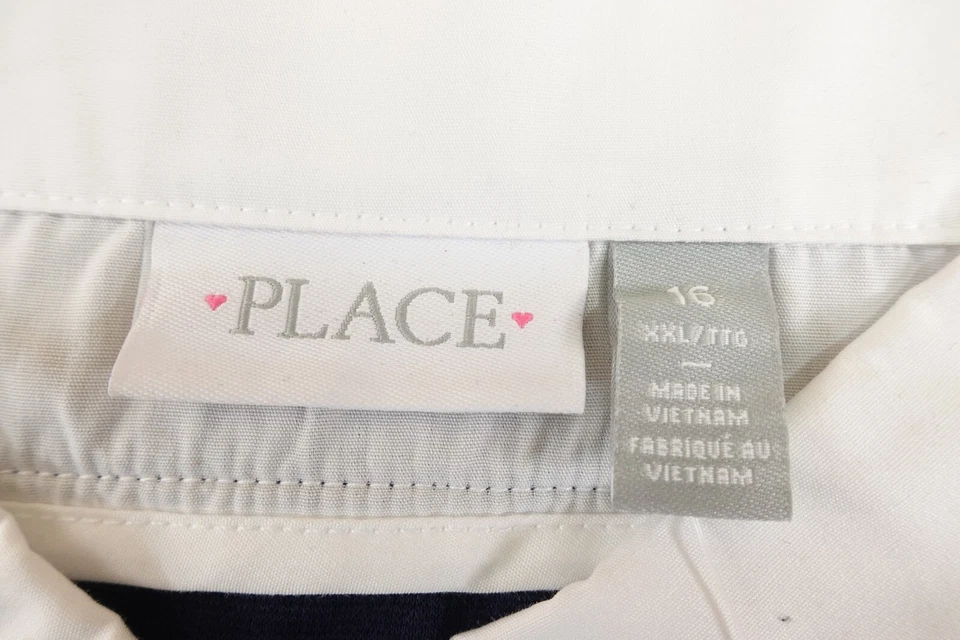 PLACE
16
XXL/TTG
—
MADE IN
VIETNAM
FABRIQUÉ AU
VIETNAM